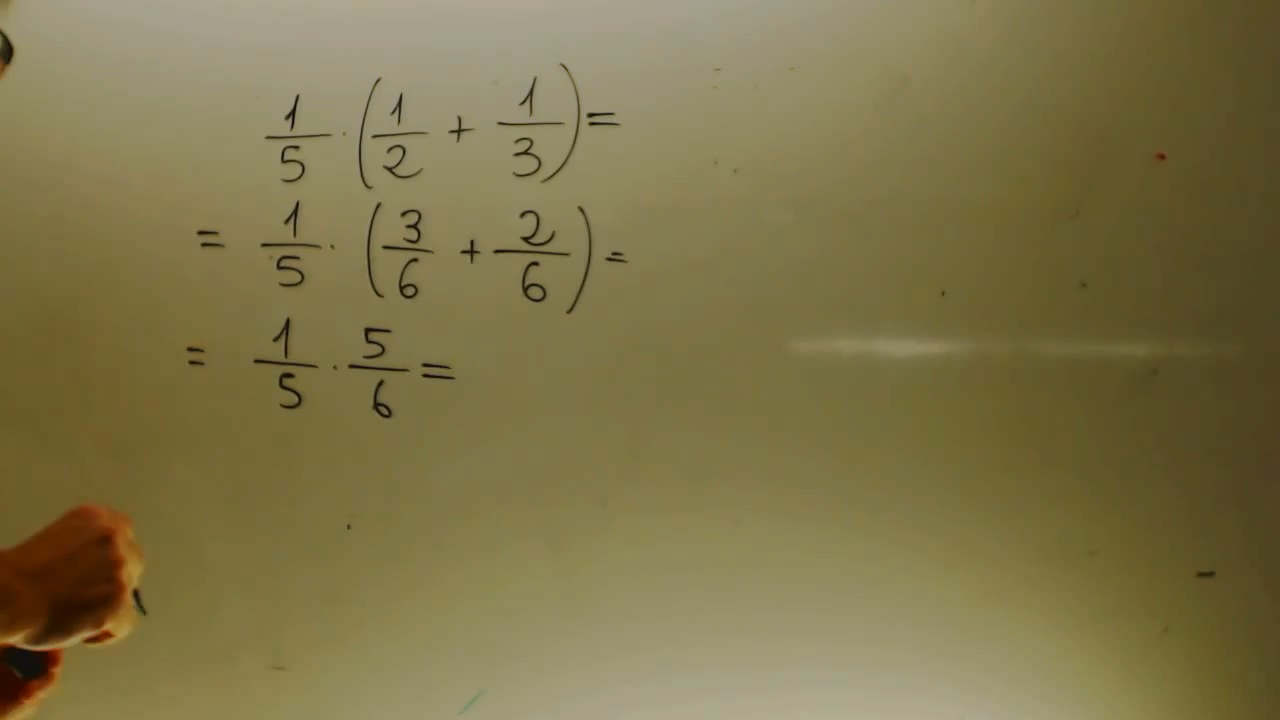 1/5 · (1/2 + 1/3) =
= 1/5 · (3/6 + 2/6) =
= 1/5 · 5/6 =